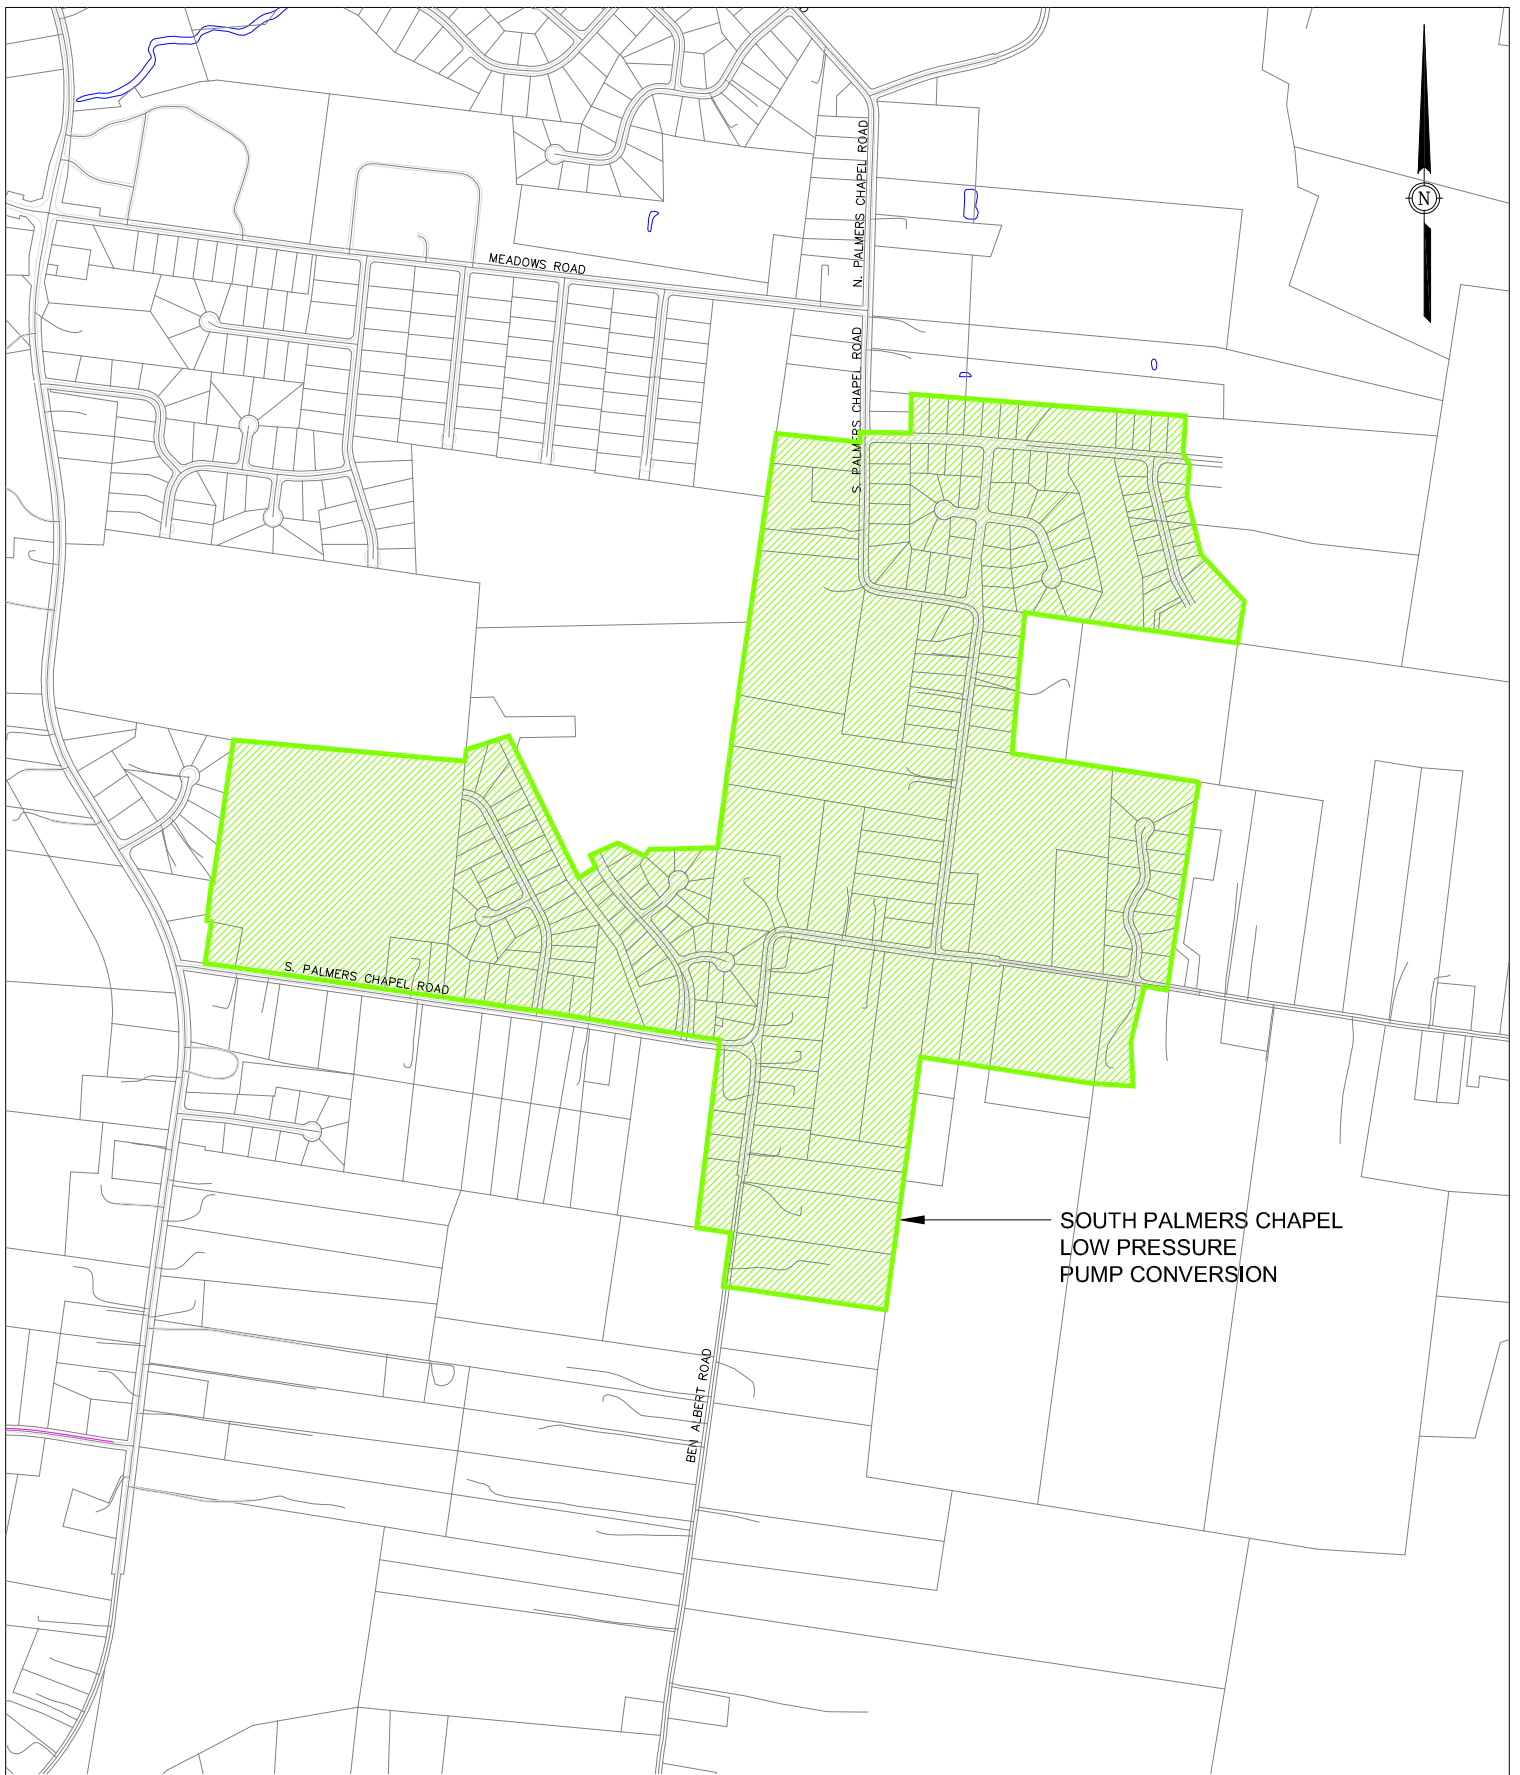 N. PALMERS CHAPEL ROAD
N
MEADOWS ROAD
S. PALMERS CHAPEL ROAD
S. PALMERS CHAPEL ROAD
SOUTH PALMERS CHAPEL
LOW PRESSURE
PUMP CONVERSION
BEN ALBERT ROAD